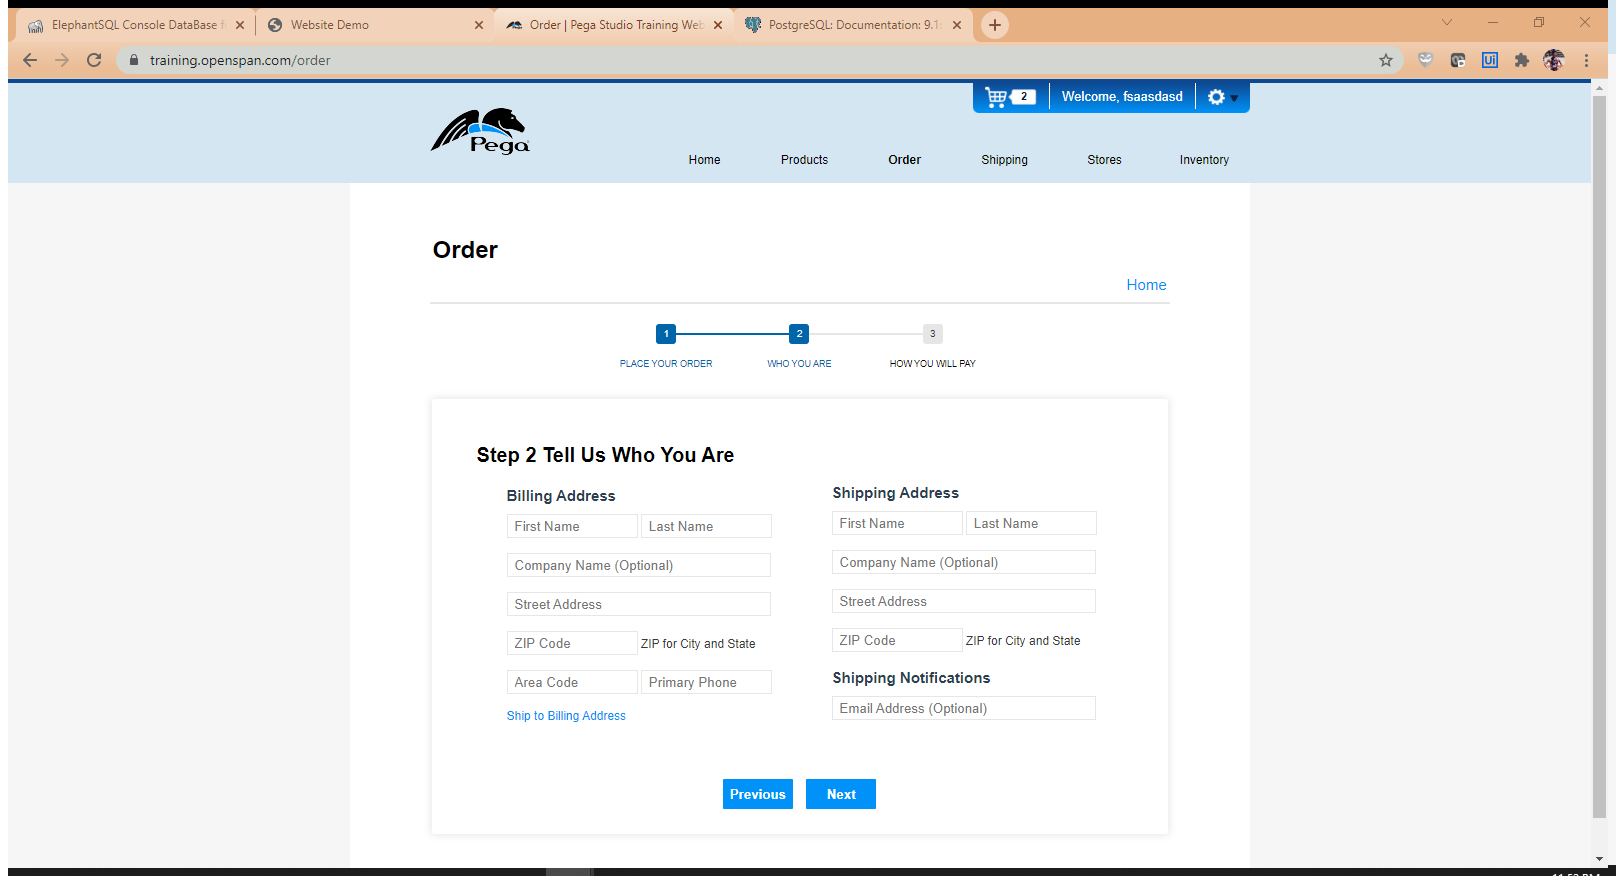 ElephantSQL Console DataBase f
Website Demo
Order | Pega Studio Training Web
PostgreSQL: Documentation: 9.1:
training.openspan.com/order
Ui
2
Welcome, fsaasdasd
Pega
Home
Products
Order
Shipping
Stores
Inventory
Order
Home
1
2
3
PLACE YOUR ORDER
WHO YOU ARE
HOW YOU WILL PAY
Step 2 Tell Us Who You Are
Billing Address
First Name
Last Name
Company Name (Optional)
Street Address
ZIP Code
ZIP for City and State
Area Code
Primary Phone
Ship to Billing Address
Shipping Address
First Name
Last Name
Company Name (Optional)
Street Address
ZIP Code
ZIP for City and State
Shipping Notifications
Email Address (Optional)
Previous
Next